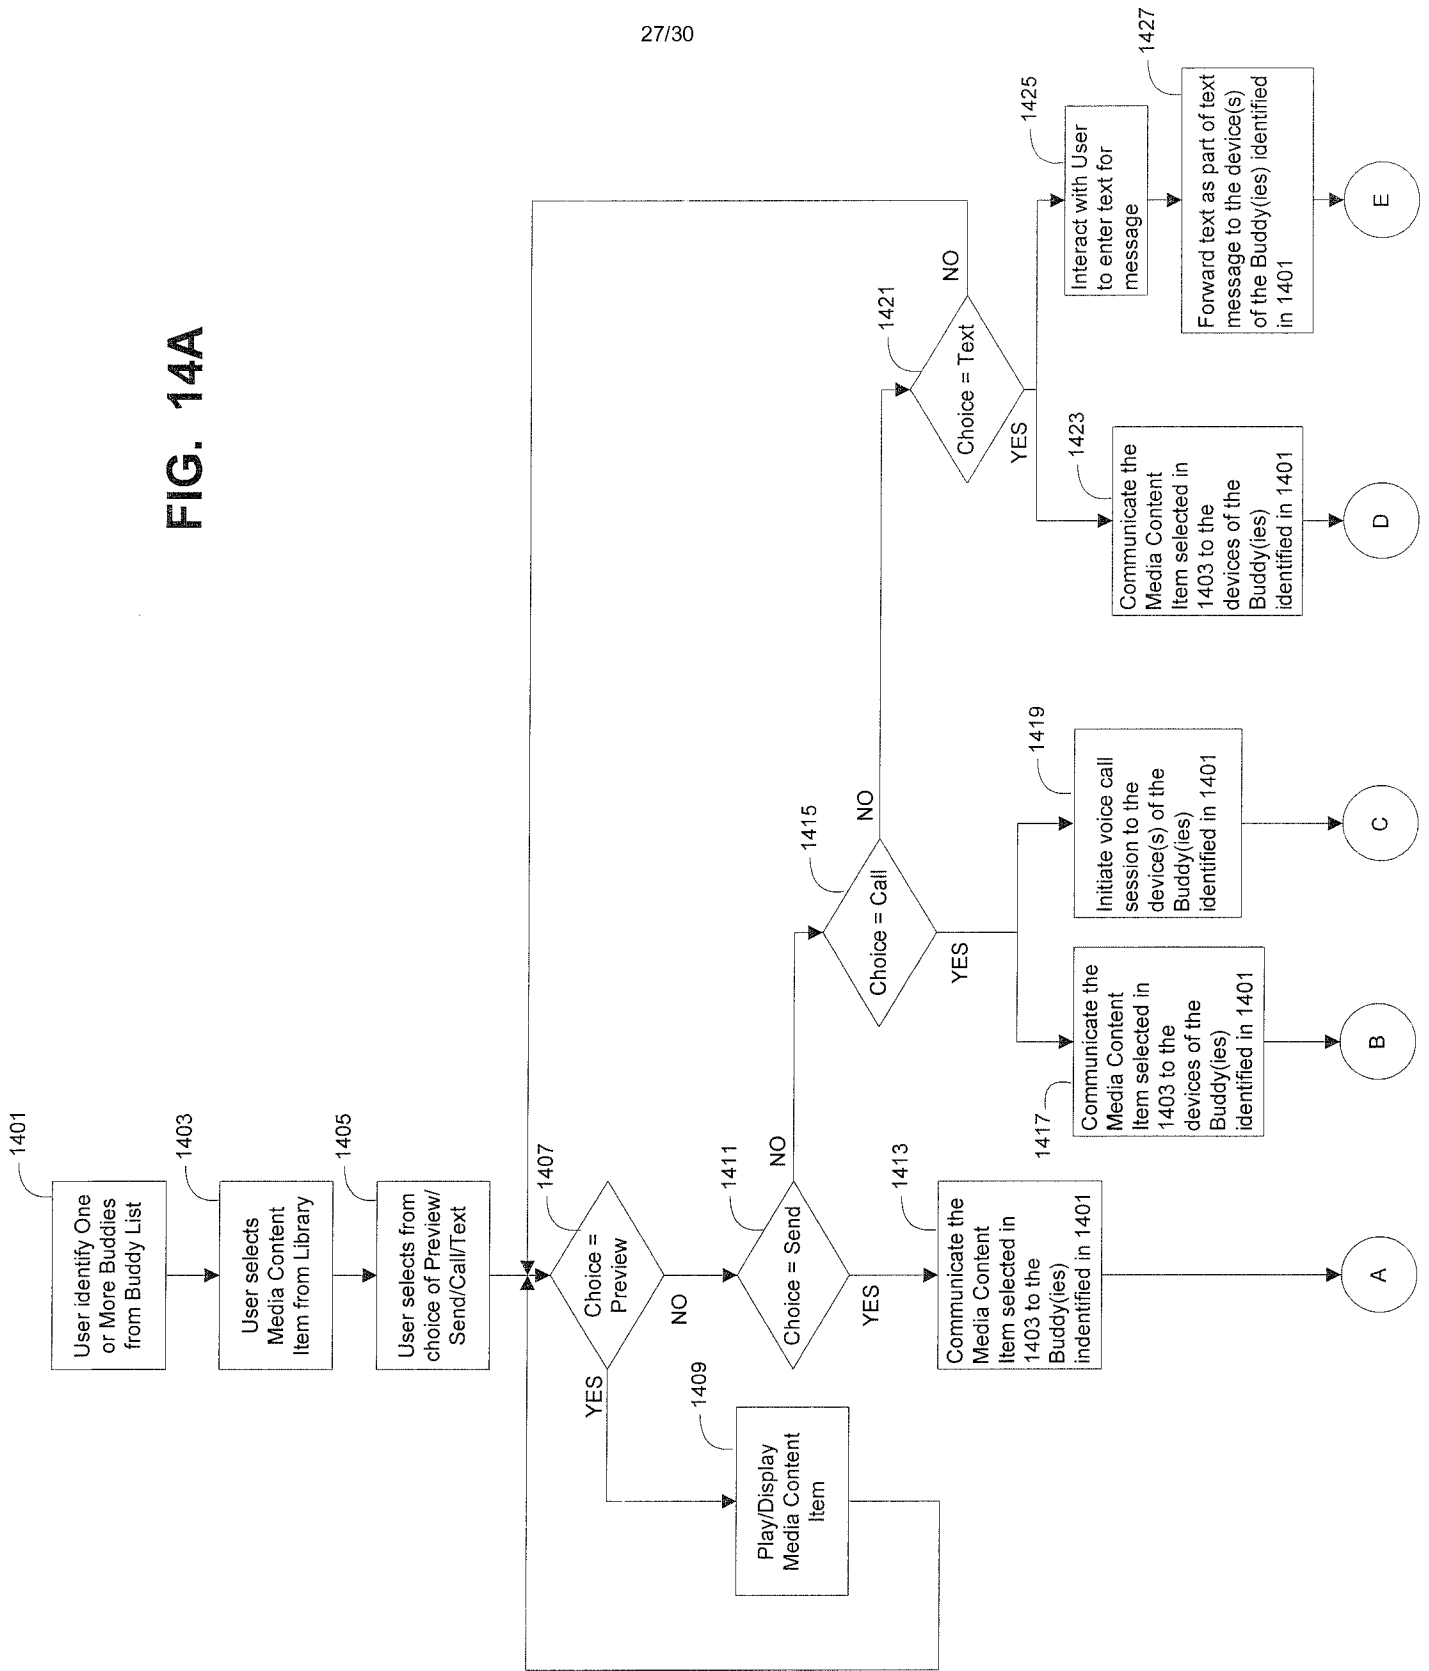 27/30
FIG. 14A
1401
User identify One
or More Buddies
from Buddy List
1403
User selects
Media Content
Item from Library
1405
User selects from
choice of Preview/
Send/Call/Text
1407
Choice =
Preview
YES
NO
1409
Play/Display
Media Content
Item
1411
Choice = Send
NO
YES
1413
Communicate the
Media Content
Item selected in
1403 to the
Buddy(ies)
indentified in 1401
A
1415
Choice = Call
NO
YES
1417
Communicate the
Media Content
Item selected in
1403 to the
devices of the
Buddy(ies)
identified in 1401
B
1419
Initiate voice call
session to the
device(s) of the
Buddy(ies)
identified in 1401
C
1421
Choice = Text
NO
YES
1423
Communicate the
Media Content
Item selected in
1403 to the
devices of the
Buddy(ies)
identified in 1401
D
1425
Interact with User
to enter text for
message
1427
Forward text as part of text
message to the device(s)
of the Buddy(ies) identified
in 1401
E